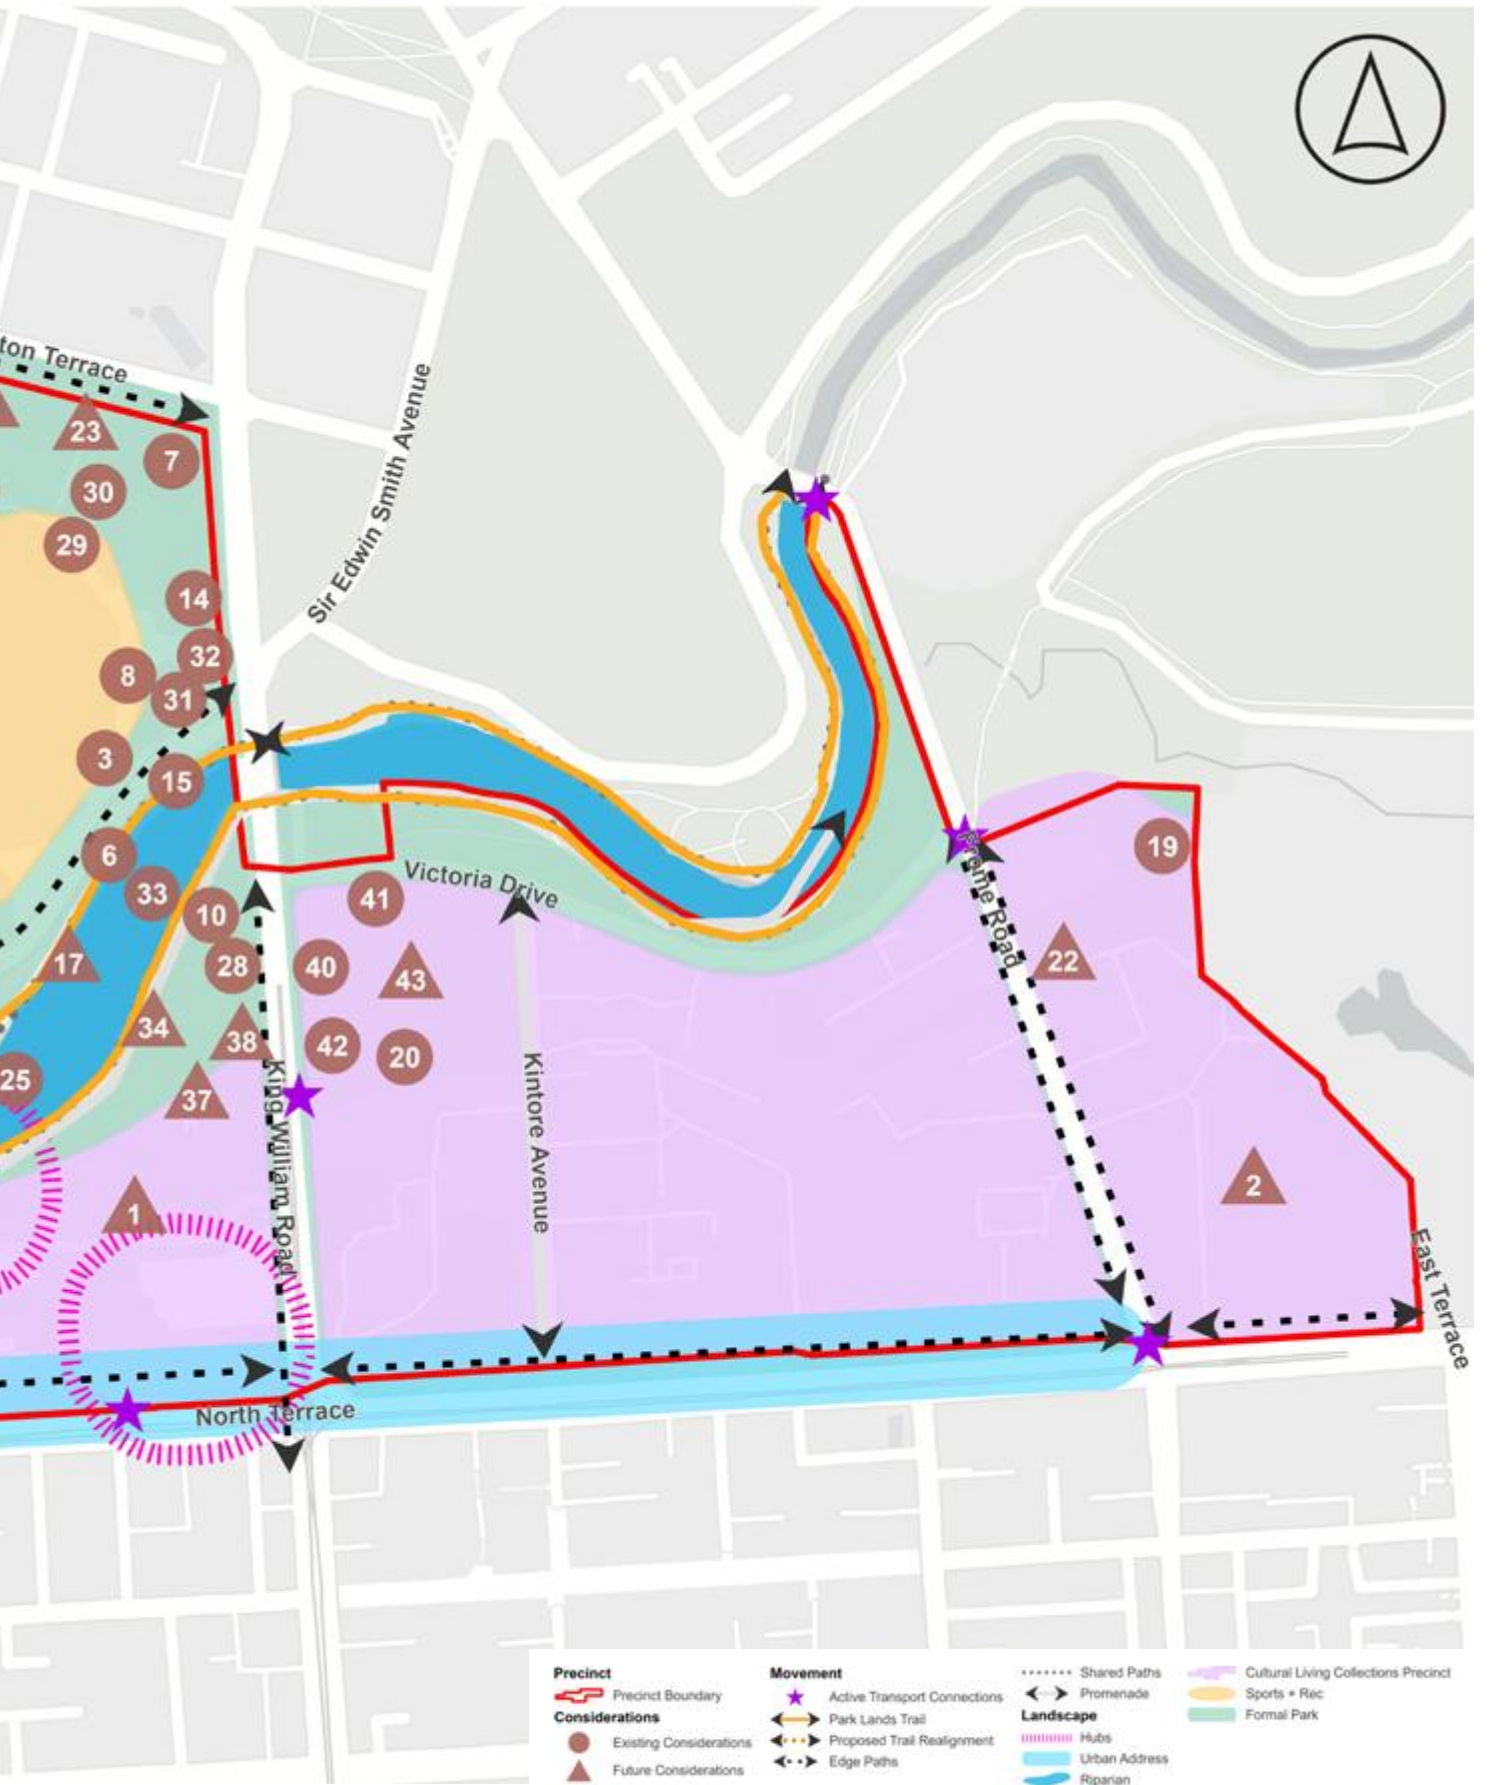 ton Terrace
23
7
30
29
Sir Edwin Smith Avenue
14
32
8
31
3
15
6
33
19
10
41
Victoria Drive
17
28
40
43
22
Frome Road
34
38
42
20
25
37
King William Road
Kintore Avenue
1
2
East Terrace
North Terrace
Precinct
Precinct Boundary
Considerations
Existing Considerations
Future Considerations
Movement
Active Transport Connections
Park Lands Trail
Proposed Trail Realignment
Edge Paths
Shared Paths
Promenade
Landscape
Hubs
Urban Address
Riparian
Cultural Living Collections Precinct
Sports + Rec
Formal Park